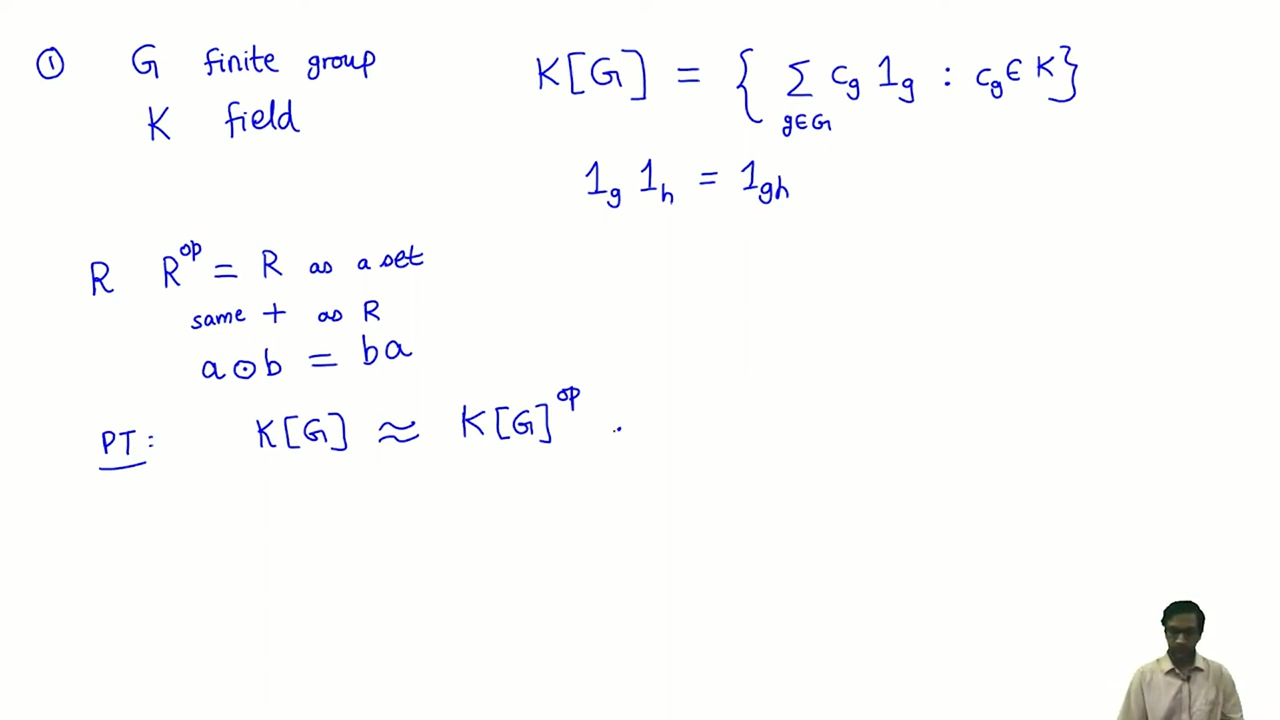 ① G finite group
K field
K[G] = { ∑_{g∈G} c_g 1_g : c_g ∈ K }
1_g 1_h = 1_{gh}
R R^{op} = R as a set
same + as R
a ⊙ b = ba
PT: K[G] ≈ K[G]^{op} .